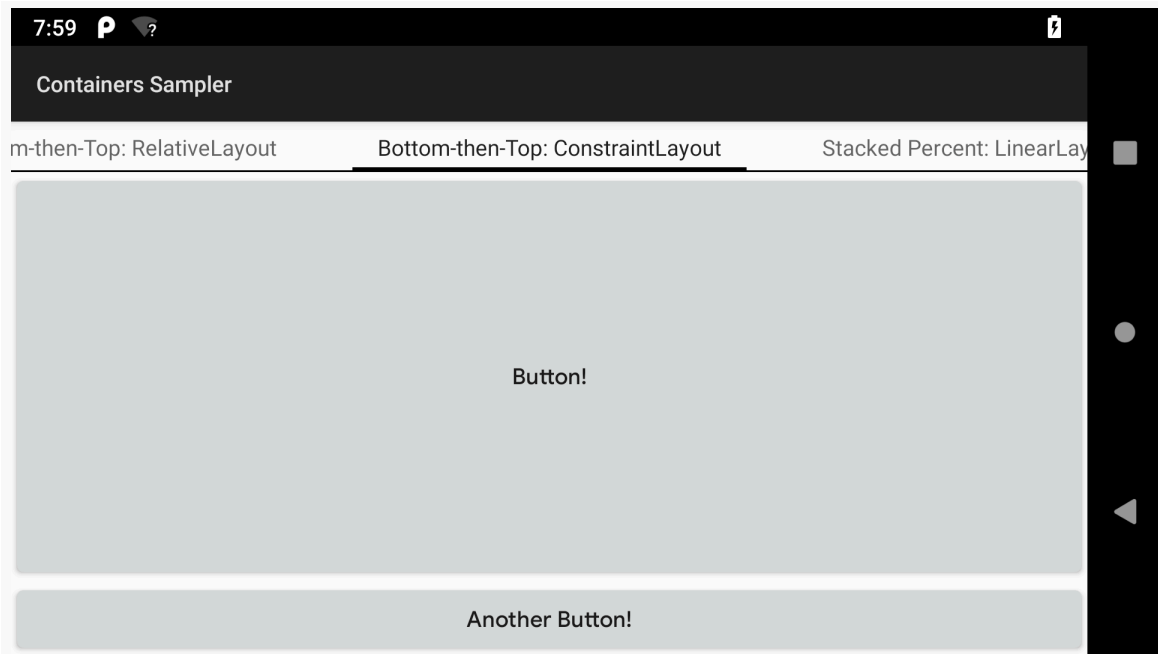 7:59
Containers Sampler
m-then-Top: RelativeLayout Bottom-then-Top: ConstraintLayout Stacked Percent: LinearLay
Button!
Another Button!